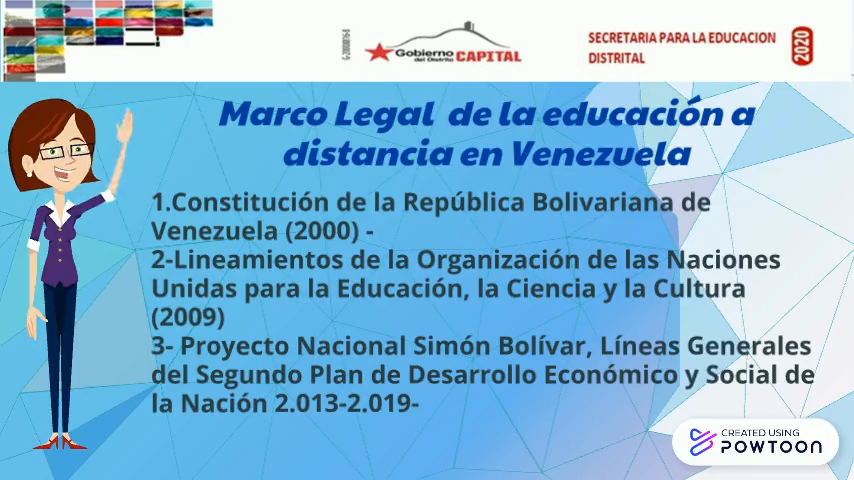 Gobierno
del Distrito CAPITAL
SECRETARIA PARA LA EDUCACION
DISTRITAL
2020
Marco Legal de la educación a
distancia en Venezuela
1.Constitución de la República Bolivariana de
Venezuela (2000) -
2-Lineamientos de la Organización de las Naciones
Unidas para la Educación, la Ciencia y la Cultura
(2009)
3- Proyecto Nacional Simón Bolívar, Líneas Generales
del Segundo Plan de Desarrollo Económico y Social de
la Nación 2.013-2.019-
CREATED USING
POWTOON